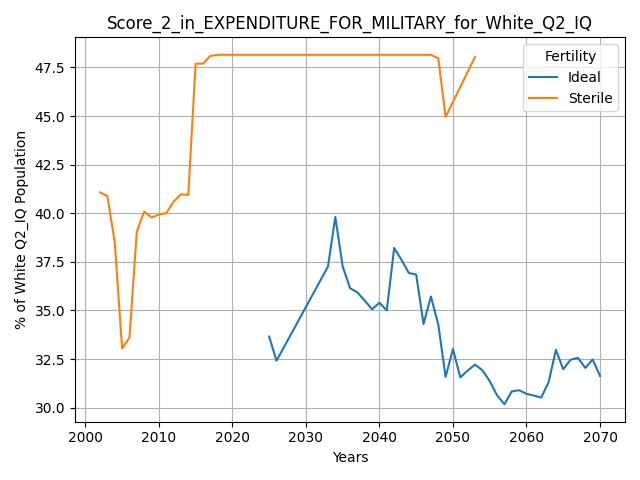 Score_2_in_EXPENDITURE_FOR_MILITARY_for_White_Q2_IQ
Fertility
Ideal
Sterile
% of White Q2_IQ Population
47.5
45.0
42.5
40.0
37.5
35.0
32.5
30.0
2000 2010 2020 2030 2040 2050 2060 2070
Years